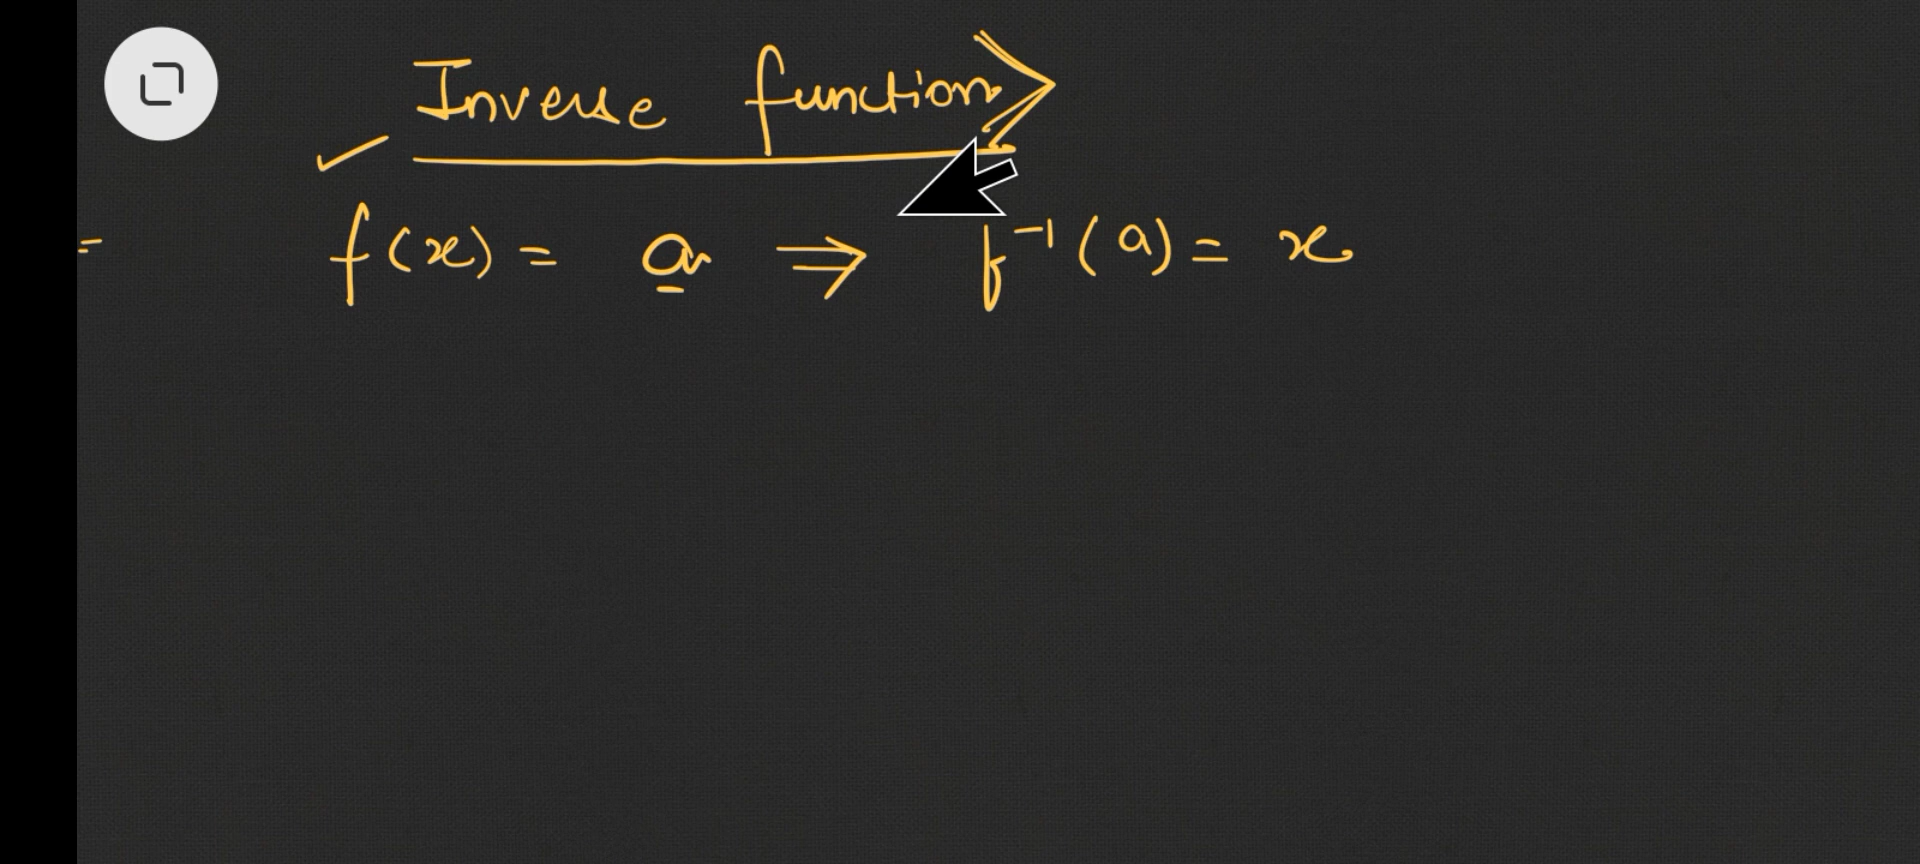 Inverse function
= f(x) = a ⇒ f⁻¹(a) = x